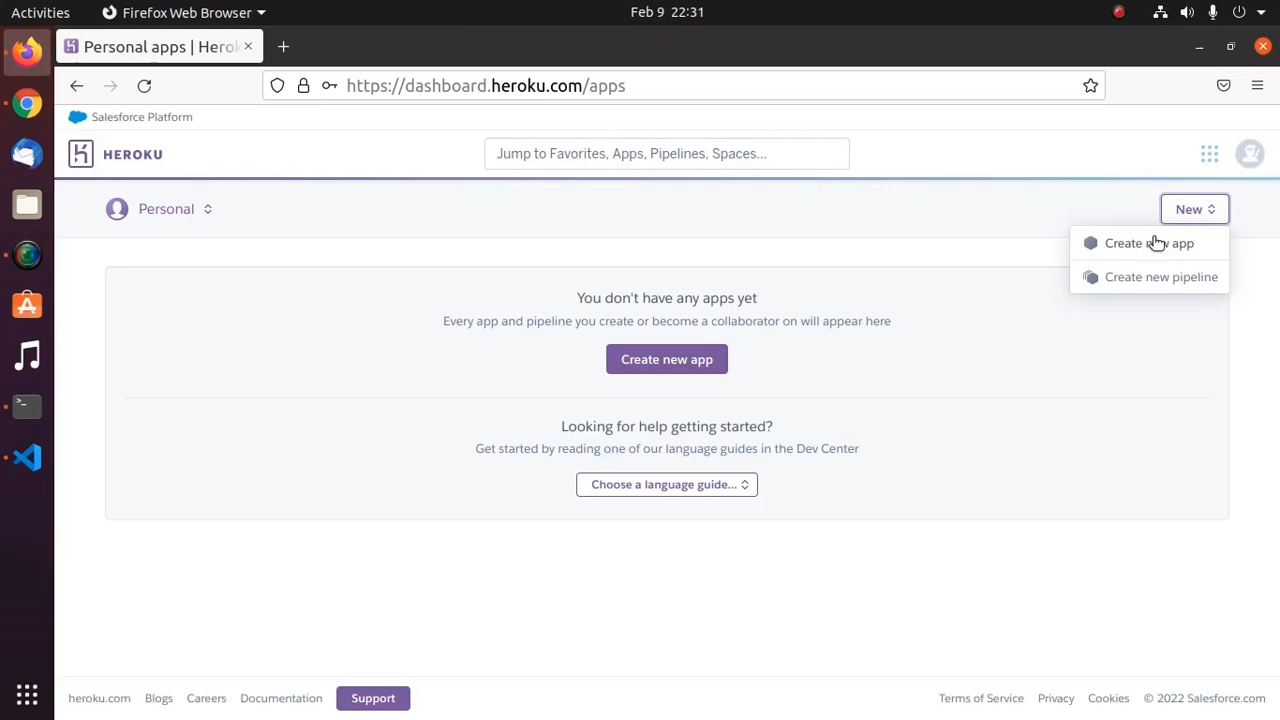 Activities
Firefox Web Browser
Feb 9 22:31
Personal apps | Herok
https://dashboard.heroku.com/apps
Salesforce Platform
HEROKU
Jump to Favorites, Apps, Pipelines, Spaces...
Personal
New
Create new app
Create new pipeline
You don't have any apps yet
Every app and pipeline you create or become a collaborator on will appear here
Create new app
Looking for help getting started?
Get started by reading one of our language guides in the Dev Center
Choose a language guide...
heroku.com Blogs Careers Documentation Support Terms of Service Privacy Cookies © 2022 Salesforce.com